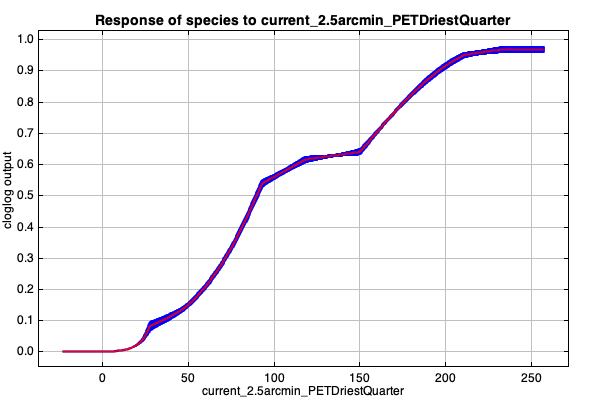 Response of species to current_2.5arcmin_PETDriestQuarter
1.0
0.9
0.8
0.7
0.6
0.5
0.4
0.3
0.2
0.1
0.0
cloglog output
0 50 100 150 200 250
current_2.5arcmin_PETDriestQuarter